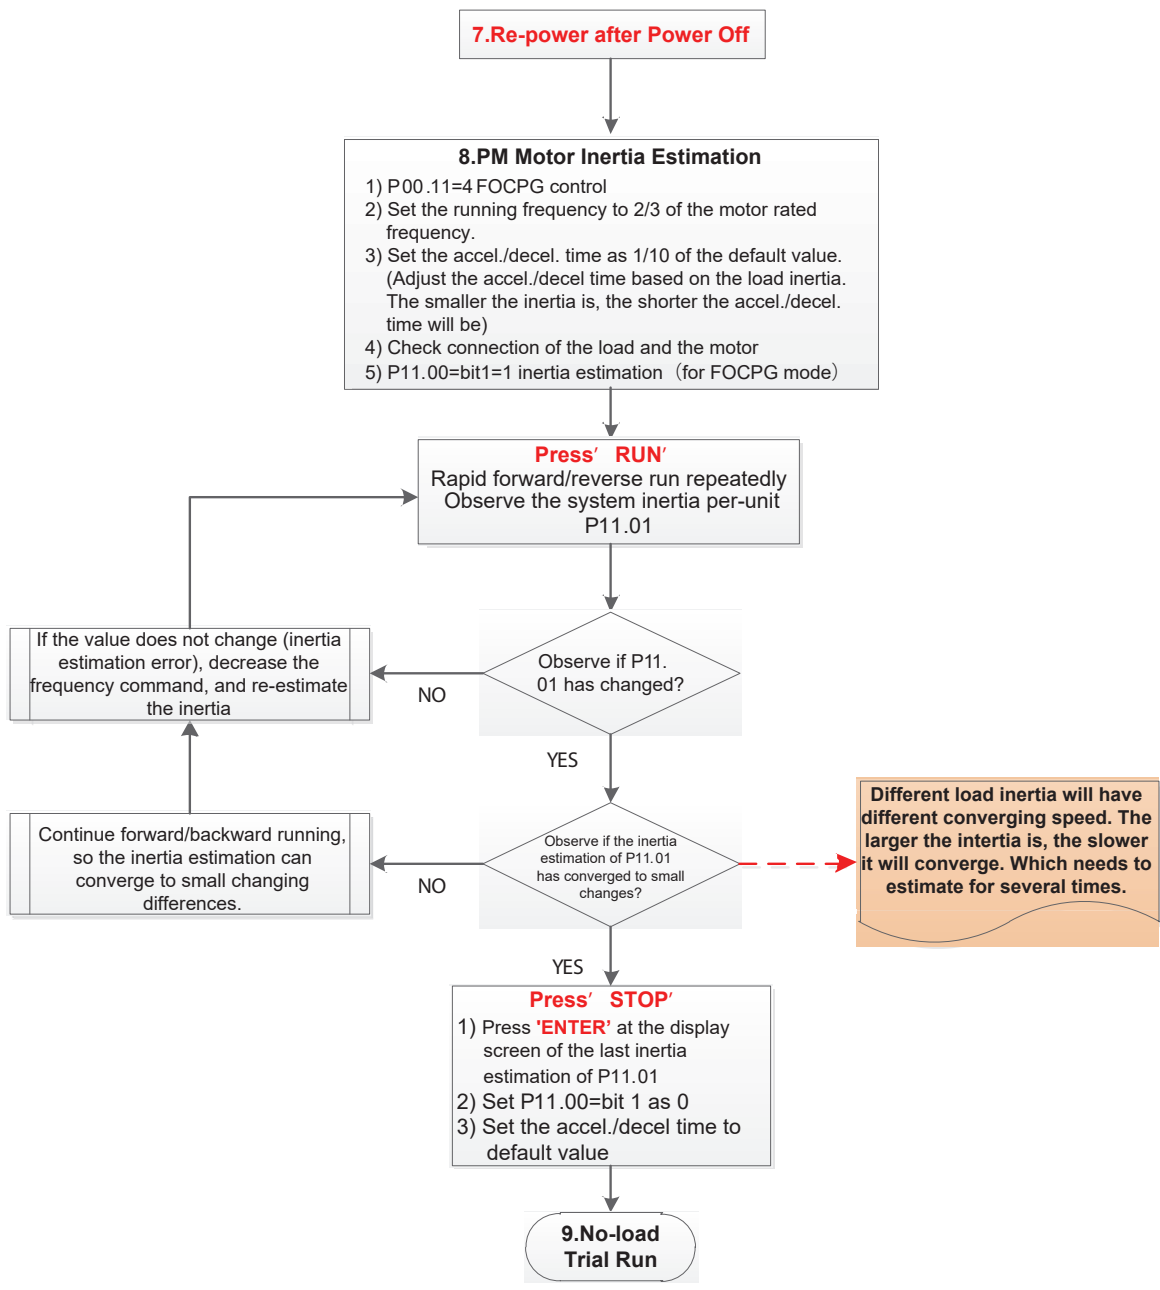 7.Re-power after Power Off
8.PM Motor Inertia Estimation
1) P00.11=4 FOCPG control
2) Set the running frequency to 2/3 of the motor rated
frequency.
3) Set the accel./decel. time as 1/10 of the default value.
(Adjust the accel./decel time based on the load inertia.
The smaller the inertia is, the shorter the accel./decel.
time will be)
4) Check connection of the load and the motor
5) P11.00=bit1=1 inertia estimation（for FOCPG mode）
Press′ RUN′
Rapid forward/reverse run repeatedly
Observe the system inertia per-unit
P11.01
Observe if P11.
01 has changed?
NO
If the value does not change (inertia
estimation error), decrease the
frequency command, and re-estimate
the inertia
YES
Observe if the inertia
estimation of P11.01
has converged to small
changes?
NO
Continue forward/backward running,
so the inertia estimation can
converge to small changing
differences.
Different load inertia will have
different converging speed. The
larger the intertia is, the slower
it will converge. Which needs to
estimate for several times.
YES
Press′ STOP′
1) Press 'ENTER’ at the display
screen of the last inertia
estimation of P11.01
2) Set P11.00=bit 1 as 0
3) Set the accel./decel time to
default value
9.No-load
Trial Run